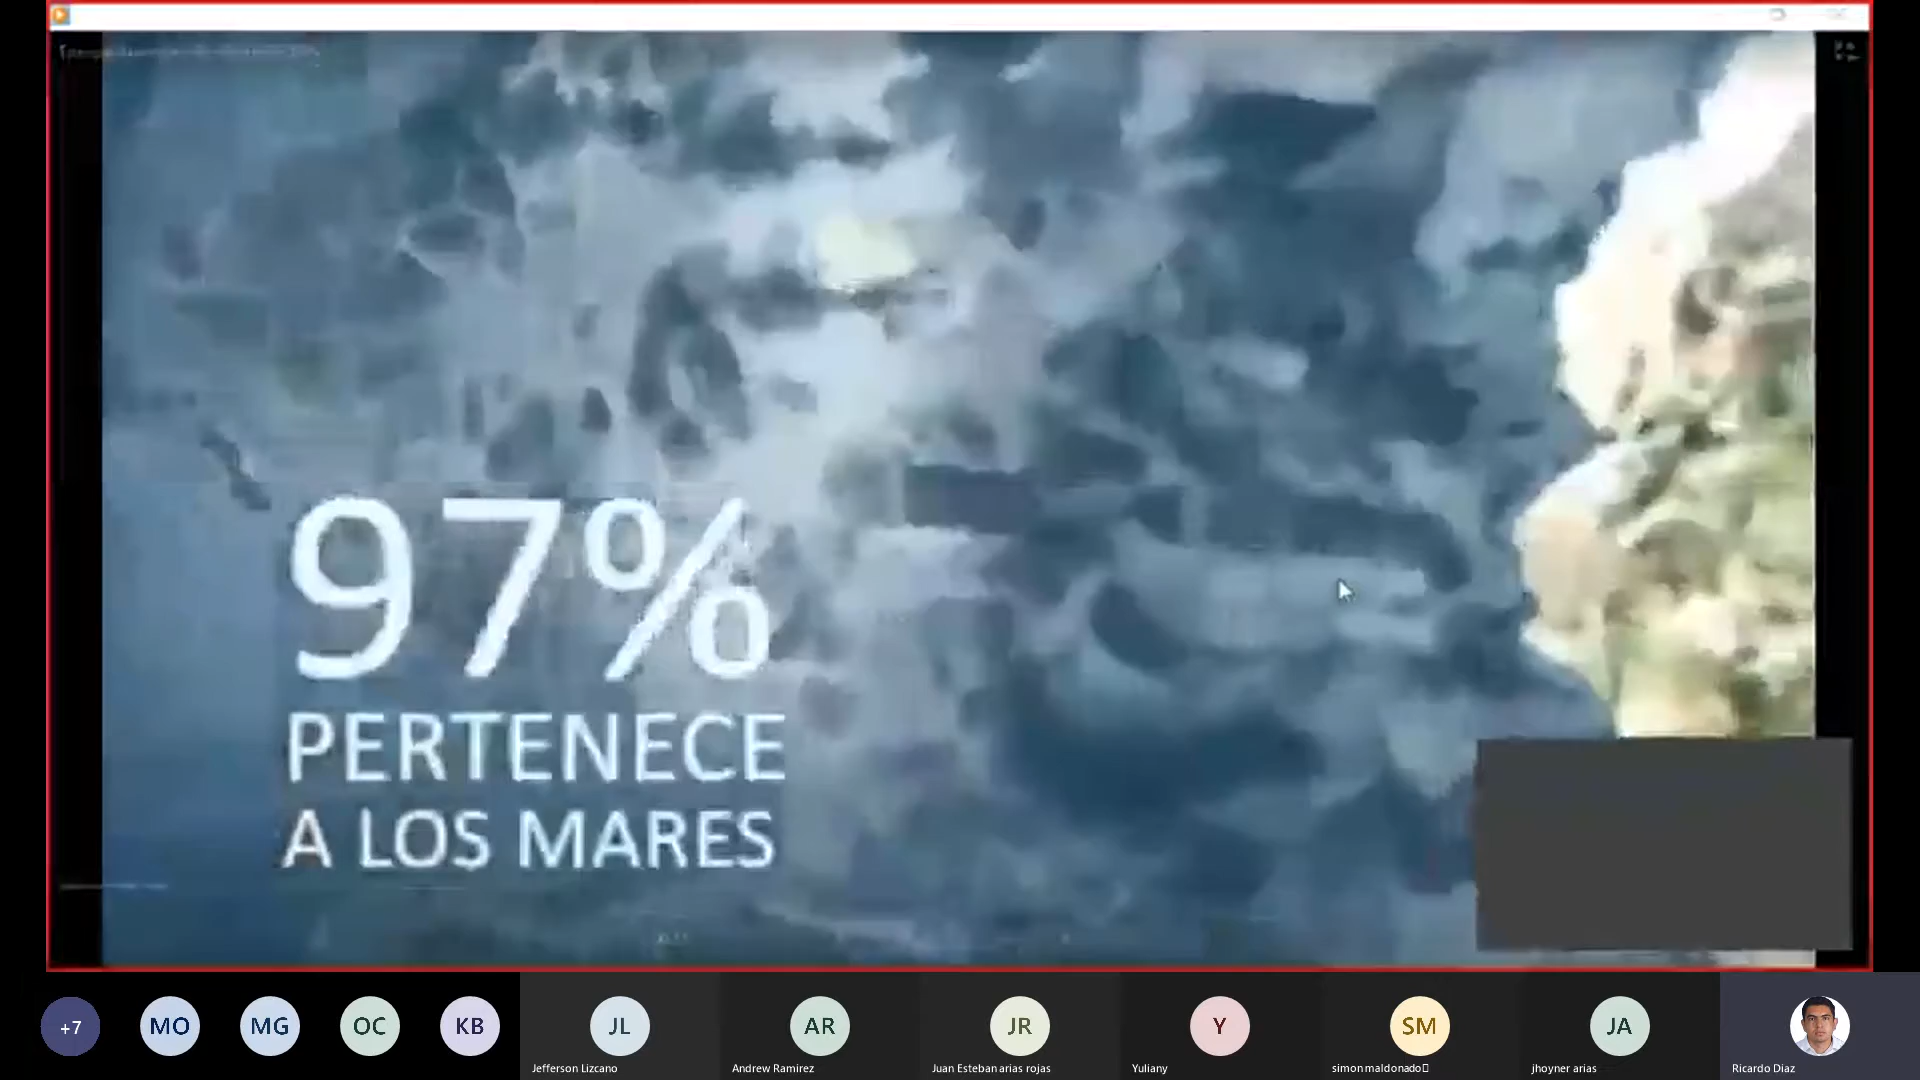 97%
PERTENECE
A LOS MARES
+7
MO
MG
OC
KB
JL
AR
JR
Y
SM
JA
Jefferson Lizcano
Andrew Ramirez
Juan Esteban arias rojas
Yuliany
simon maldonado
jhoyner arias
Ricardo Diaz